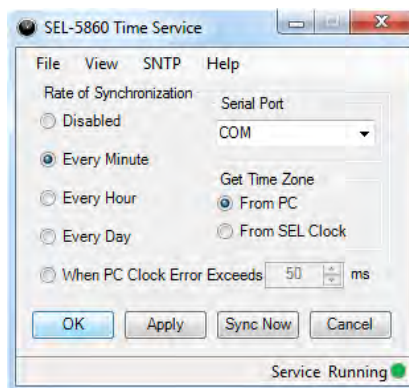 SEL-5860 Time Service
File View SNTP Help
Rate of Synchronization
Serial Port
Disabled
COM
Every Minute
Get Time Zone
Every Hour
From PC
From SEL Clock
Every Day
When PC Clock Error Exceeds 50 ms
OK Apply Sync Now Cancel
Service Running